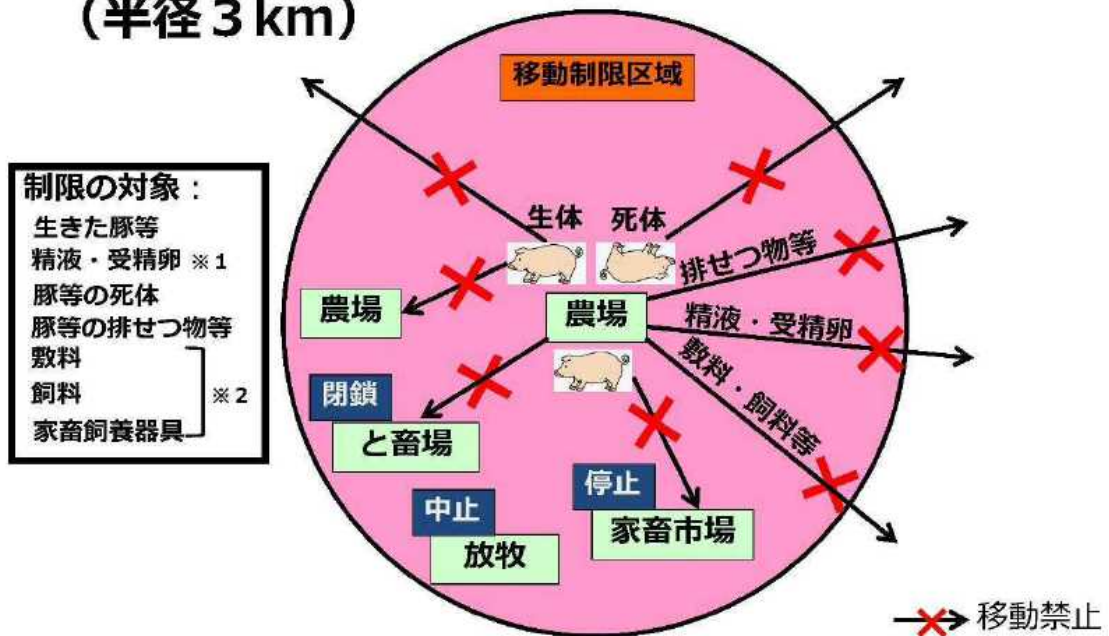 （半径３km）
移動制限区域
制限の対象：
生きた豚等
精液・受精卵 ※１
豚等の死体
豚等の排せつ物等
敷料
飼料
家畜飼養器具
※２
生体
死体
排せつ物等
農場
農場
精液・受精卵
敷料・飼料等
閉鎖
と畜場
停止
家畜市場
中止
放牧
移動禁止